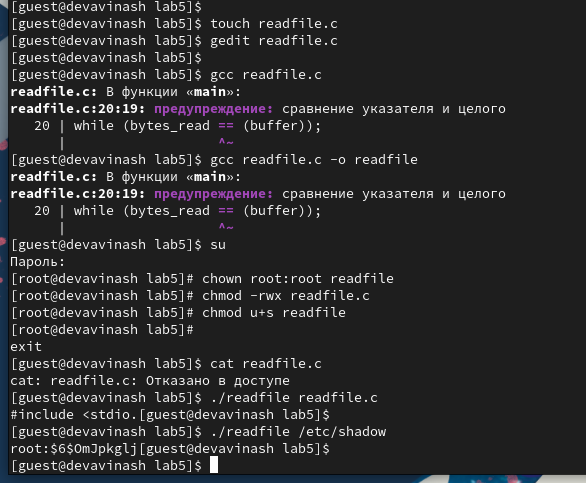 [guest@devavinash lab5]$
[guest@devavinash lab5]$ touch readfile.c
[guest@devavinash lab5]$ gedit readfile.c
[guest@devavinash lab5]$
[guest@devavinash lab5]$ gcc readfile.c
readfile.c: В функции «main»:
readfile.c:20:19: предупреждение: сравнение указателя и целого
   20 | while (bytes_read == (buffer));
      |                   ^~
[guest@devavinash lab5]$ gcc readfile.c -o readfile
readfile.c: В функции «main»:
readfile.c:20:19: предупреждение: сравнение указателя и целого
   20 | while (bytes_read == (buffer));
      |                   ^~
[guest@devavinash lab5]$ su
Пароль:
[root@devavinash lab5]# chown root:root readfile
[root@devavinash lab5]# chmod -rwx readfile.c
[root@devavinash lab5]# chmod u+s readfile
[root@devavinash lab5]#
exit
[guest@devavinash lab5]$ cat readfile.c
cat: readfile.c: Отказано в доступе
[guest@devavinash lab5]$ ./readfile readfile.c
#include <stdio.[guest@devavinash lab5]$
[guest@devavinash lab5]$ ./readfile /etc/shadow
root:$6$OmJpkglj[guest@devavinash lab5]$
[guest@devavinash lab5]$